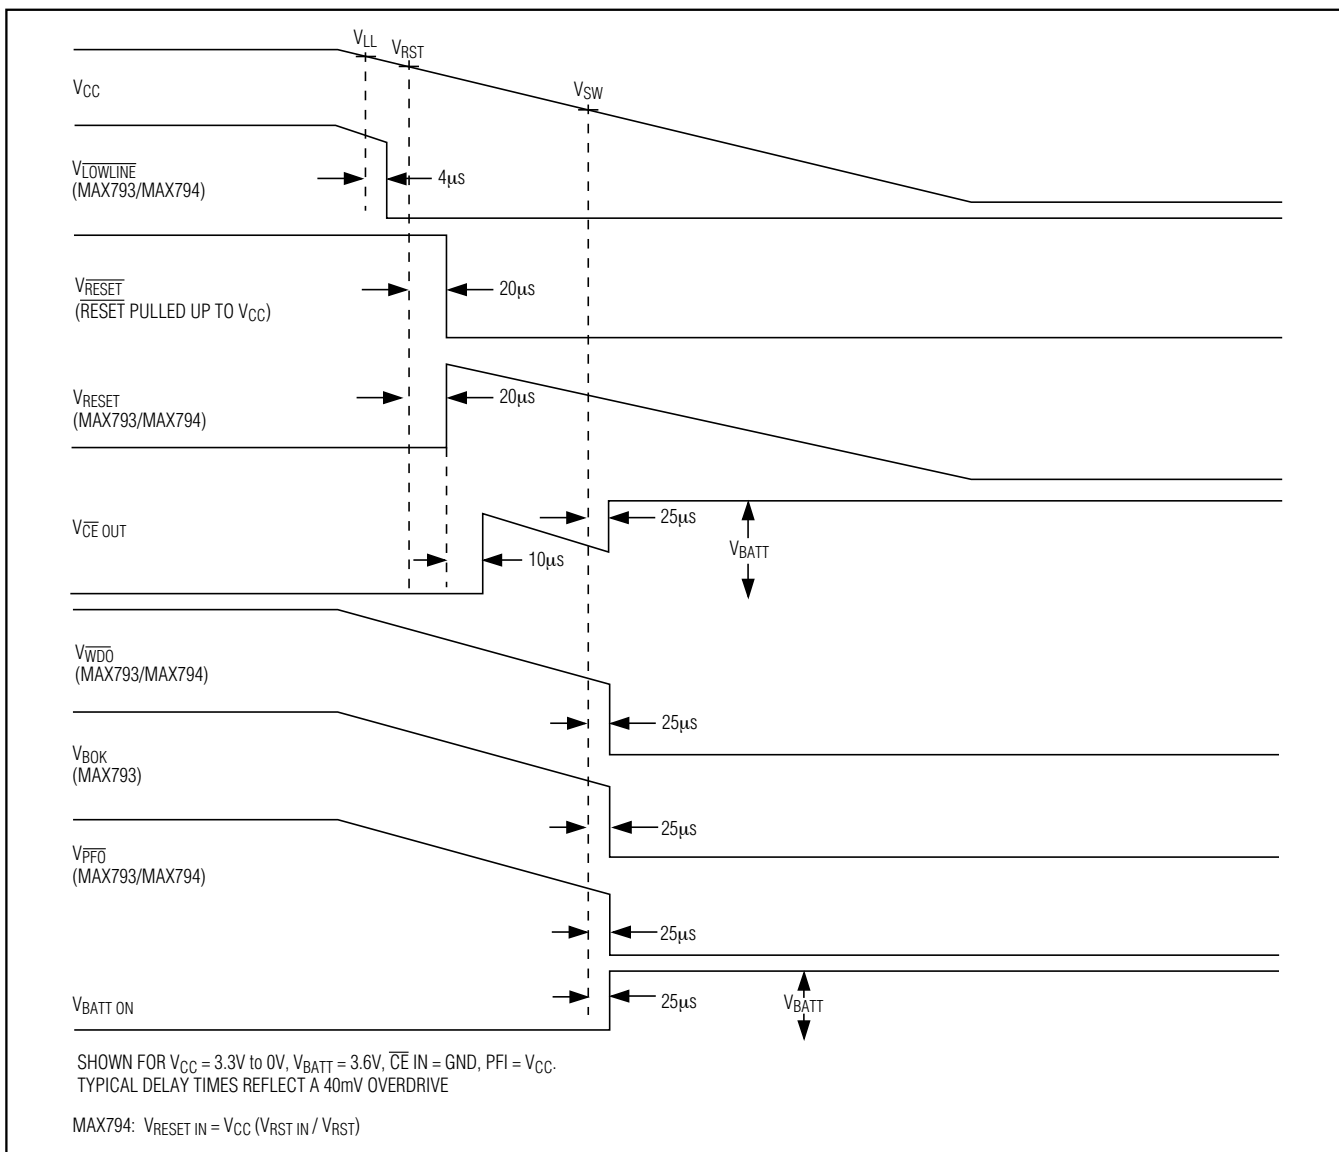 VLL
VRST
VSW
VCC
VLOWLINE
(MAX793/MAX794)
4µs
VRESET
(RESET PULLED UP TO VCC)
20µs
VRESET
(MAX793/MAX794)
20µs
VCE OUT
25µs
10µs
VBATT
VWDO
(MAX793/MAX794)
25µs
VBOK
(MAX793)
25µs
VPFO
(MAX793/MAX794)
25µs
VBATT ON
25µs
VBATT
SHOWN FOR VCC = 3.3V to 0V, VBATT = 3.6V, CE IN = GND, PFI = VCC.
TYPICAL DELAY TIMES REFLECT A 40mV OVERDRIVE
MAX794: VRESET IN = VCC (VRST IN / VRST)